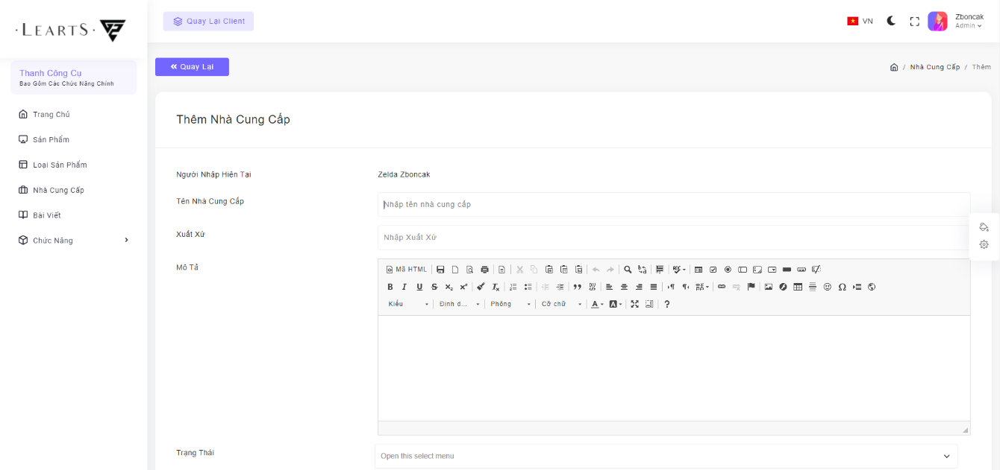 ·LEARTS·
Quay Lại Client
VN
Zboncak
Admin
Thanh Công Cụ
Bao Gồm Các Chức Năng Chính
Trang Chủ
Sản Phẩm
Loại Sản Phẩm
Nhà Cung Cấp
Bài Viết
Chức Năng
Quay Lại
/ Nhà Cung Cấp / Thêm
Thêm Nhà Cung Cấp
Người Nhập Hiện Tại
Zelda Zboncak
Tên Nhà Cung Cấp
Nhập tên nhà cung cấp
Xuất Xứ
Nhập Xuất Xứ
Mô Tả
Mã HTML
Kiểu
Định d...
Phông
Cỡ chữ
Trạng Thái
Open this select menu